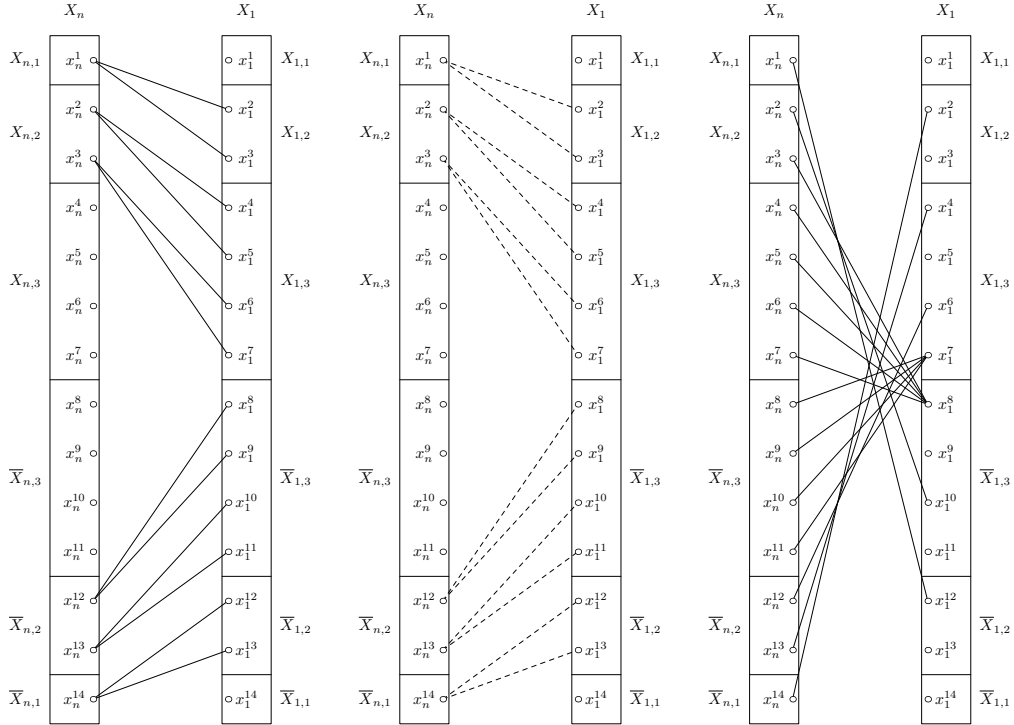 X_n X_1 X_n X_1 X_n X_1
X_{n,1} x_n^1 x_1^1 X_{1,1} X_{n,1} x_n^1 x_1^1 X_{1,1} X_{n,1} x_n^1 x_1^1 X_{1,1}
x_n^2 x_1^2 x_n^2 x_1^2 x_n^2 x_1^2
X_{n,2} X_{1,2} X_{n,2} X_{1,2} X_{n,2} X_{1,2}
x_n^3 x_1^3 x_n^3 x_1^3 x_n^3 x_1^3
x_n^4 x_1^4 x_n^4 x_1^4 x_n^4 x_1^4
x_n^5 x_1^5 x_n^5 x_1^5 x_n^5 x_1^5
X_{n,3} X_{1,3} X_{n,3} X_{1,3} X_{n,3} X_{1,3}
x_n^6 x_1^6 x_n^6 x_1^6 x_n^6 x_1^6
x_n^7 x_1^7 x_n^7 x_1^7 x_n^7 x_1^7
x_n^8 x_1^8 x_n^8 x_1^8 x_n^8 x_1^8
x_n^9 x_1^9 x_n^9 x_1^9 x_n^9 x_1^9
\overline{X}_{n,3} \overline{X}_{1,3} \overline{X}_{n,3} \overline{X}_{1,3} \overline{X}_{n,3} \overline{X}_{1,3}
x_n^{10} x_1^{10} x_n^{10} x_1^{10} x_n^{10} x_1^{10}
x_n^{11} x_1^{11} x_n^{11} x_1^{11} x_n^{11} x_1^{11}
x_n^{12} x_1^{12} x_n^{12} x_1^{12} x_n^{12} x_1^{12}
\overline{X}_{n,2} \overline{X}_{1,2} \overline{X}_{n,2} \overline{X}_{1,2} \overline{X}_{n,2} \overline{X}_{1,2}
x_n^{13} x_1^{13} x_n^{13} x_1^{13} x_n^{13} x_1^{13}
\overline{X}_{n,1} x_n^{14} x_1^{14} \overline{X}_{1,1} \overline{X}_{n,1} x_n^{14} x_1^{14} \overline{X}_{1,1} \overline{X}_{n,1} x_n^{14} x_1^{14} \overline{X}_{1,1}